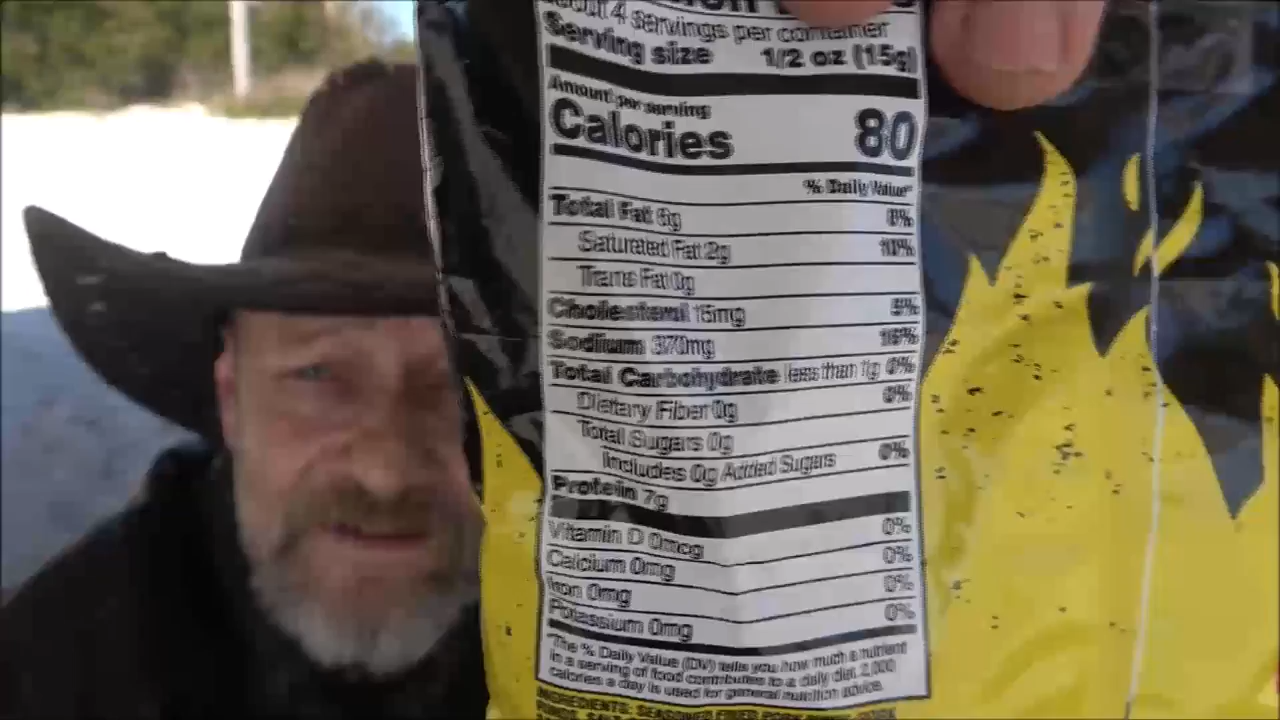 about 4 servings per container
Serving size 1/2 oz (15g)
Amount per serving
Calories 80
% Daily Value*
Total Fat 6g 8%
Saturated Fat 2g 10%
Trans Fat 0g
Cholesterol 15mg 5%
Sodium 370mg 16%
Total Carbohydrate less than 1g 0%
Dietary Fiber 0g 0%
Total Sugars 0g
Includes 0g Added Sugars 0%
Protein 7g
Vitamin D 0mcg 0%
Calcium 0mg 0%
Iron 0mg 0%
Potassium 0mg 0%
*The % Daily Value (DV) tells you how much a nutrient
in a serving of food contributes to a daily diet. 2,000
calories a day is used for general nutrition advice.
INGREDIENTS: SEASONED FRIED PORK